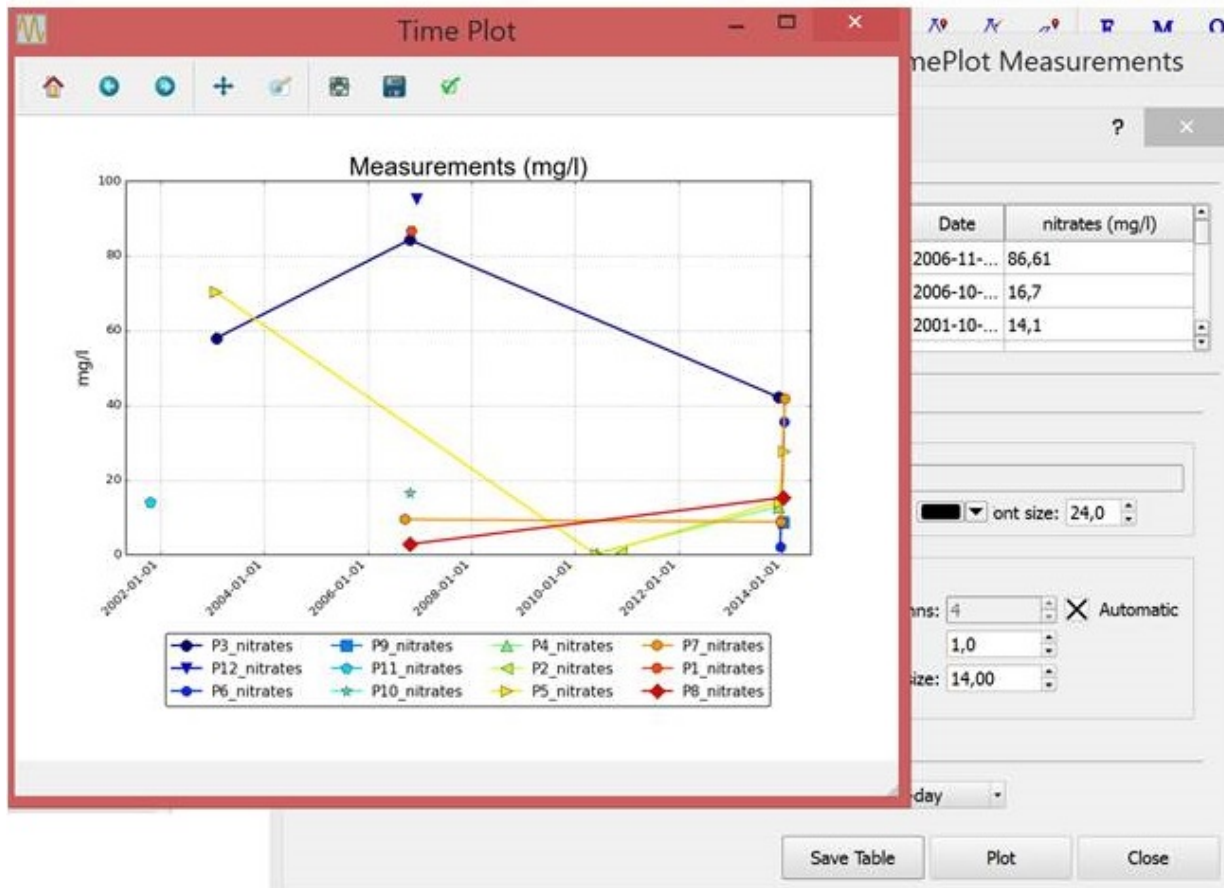 Time Plot
Measurements (mg/l)
100
80
60
40
20
0
mg/l
2002-01-01
2004-01-01
2006-01-01
2008-01-01
2010-01-01
2012-01-01
2014-01-01
P3_nitrates P9_nitrates P4_nitrates P7_nitrates
P12_nitrates P11_nitrates P2_nitrates P1_nitrates
P6_nitrates P10_nitrates P5_nitrates P8_nitrates
mePlot Measurements
?
Date nitrates (mg/l)
2006-11-... 86,61
2006-10-... 16,7
2001-10-... 14,1
ont size: 24,0
nns: 4 Automatic
1,0
size: 14,00
-day
Save Table Plot Close